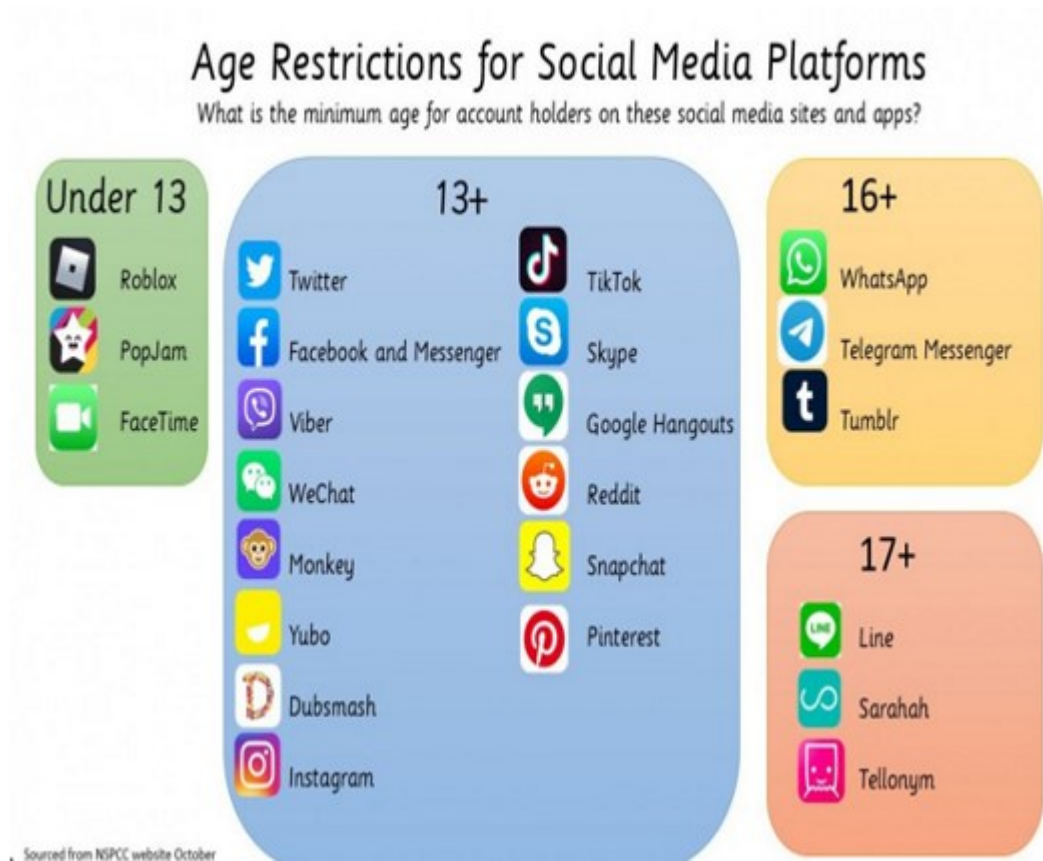 Age Restrictions for Social Media Platforms
What is the minimum age for account holders on these social media sites and apps?
Under 13
Roblox
PopJam
FaceTime
13+
Twitter
Facebook and Messenger
Viber
WeChat
Monkey
Yubo
Dubsmash
Instagram
TikTok
Skype
Google Hangouts
Reddit
Snapchat
Pinterest
16+
WhatsApp
Telegram Messenger
Tumblr
17+
LINE
Line
Sarahah
Tellonym
Sourced from NSPCC website October